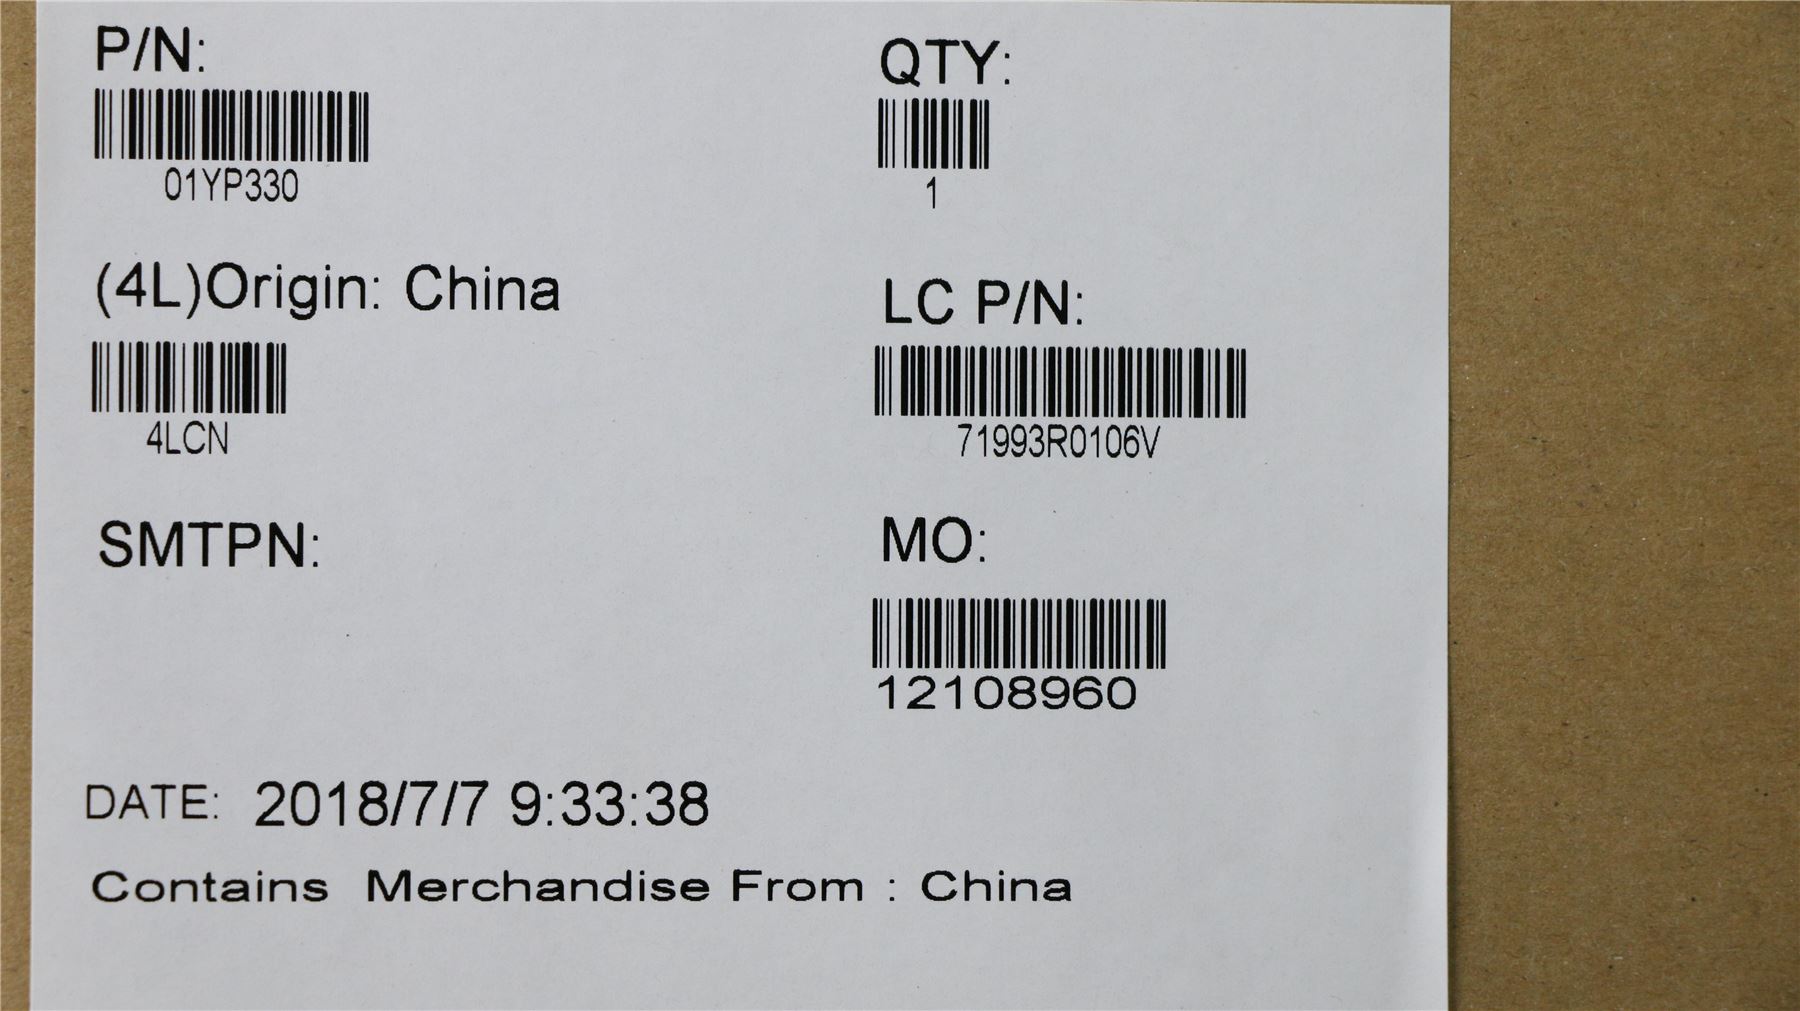 P/N:
01YP330
QTY:
1
(4L)Origin: China
4LCN
LC P/N:
71993R0106V
SMTPN:
MO:
12108960
DATE: 2018/7/7 9:33:38
Contains Merchandise From : China